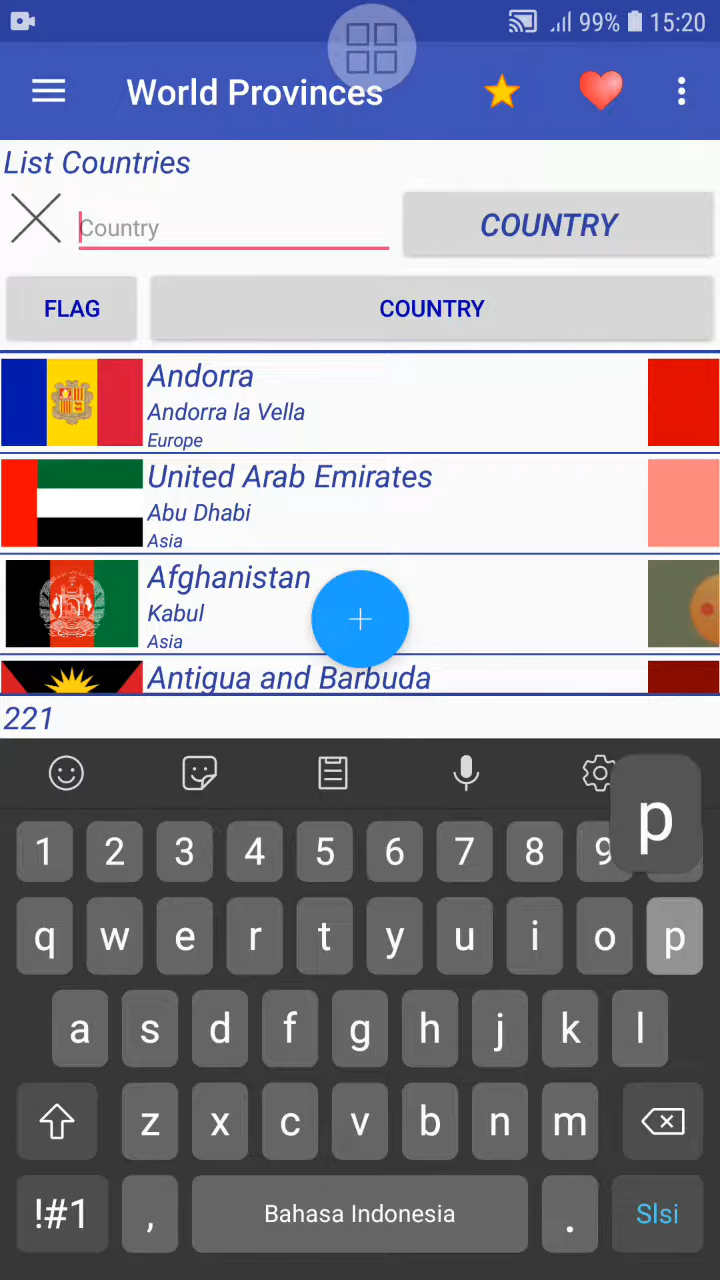 99% 15:20
World Provinces
List Countries
Country COUNTRY
FLAG COUNTRY
Andorra
Andorra la Vella
Europe
United Arab Emirates
Abu Dhabi
Asia
Afghanistan
Kabul
Asia
Antigua and Barbuda
221
p
1 2 3 4 5 6 7 8 9
q w e r t y u i o p
a s d f g h j k l
z x c v b n m
!#1 , Bahasa Indonesia . Slsi